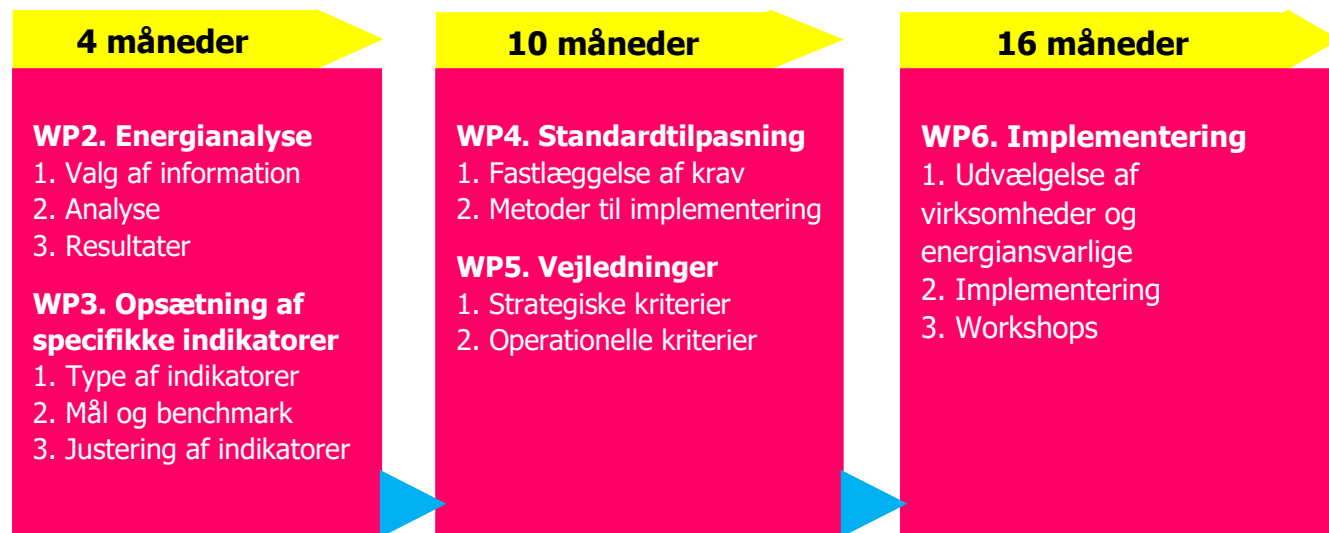 4 måneder
WP2. Energianalyse
1. Valg af information
2. Analyse
3. Resultater
WP3. Opsætning af
specifikke indikatorer
1. Type af indikatorer
2. Mål og benchmark
3. Justering af indikatorer
10 måneder
WP4. Standardtilpasning
1. Fastlæggelse af krav
2. Metoder til implementering
WP5. Vejledninger
1. Strategiske kriterier
2. Operationelle kriterier
16 måneder
WP6. Implementering
1. Udvælgelse af
virksomheder og
energiansvarlige
2. Implementering
3. Workshops